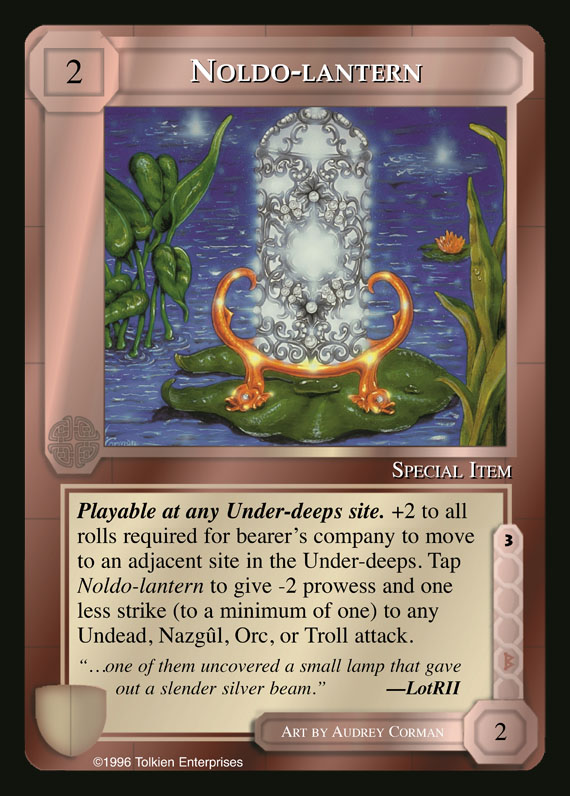 2
NOLDO-LANTERN
SPECIAL ITEM
Playable at any Under-deeps site. +2 to all
rolls required for bearer’s company to move
to an adjacent site in the Under-deeps. Tap
Noldo-lantern to give -2 prowess and one
less strike (to a minimum of one) to any
Undead, Nazgûl, Orc, or Troll attack.
3
“…one of them uncovered a small lamp that gave
out a slender silver beam.” —LotRII
ART BY AUDREY CORMAN
2
©1996 Tolkien Enterprises